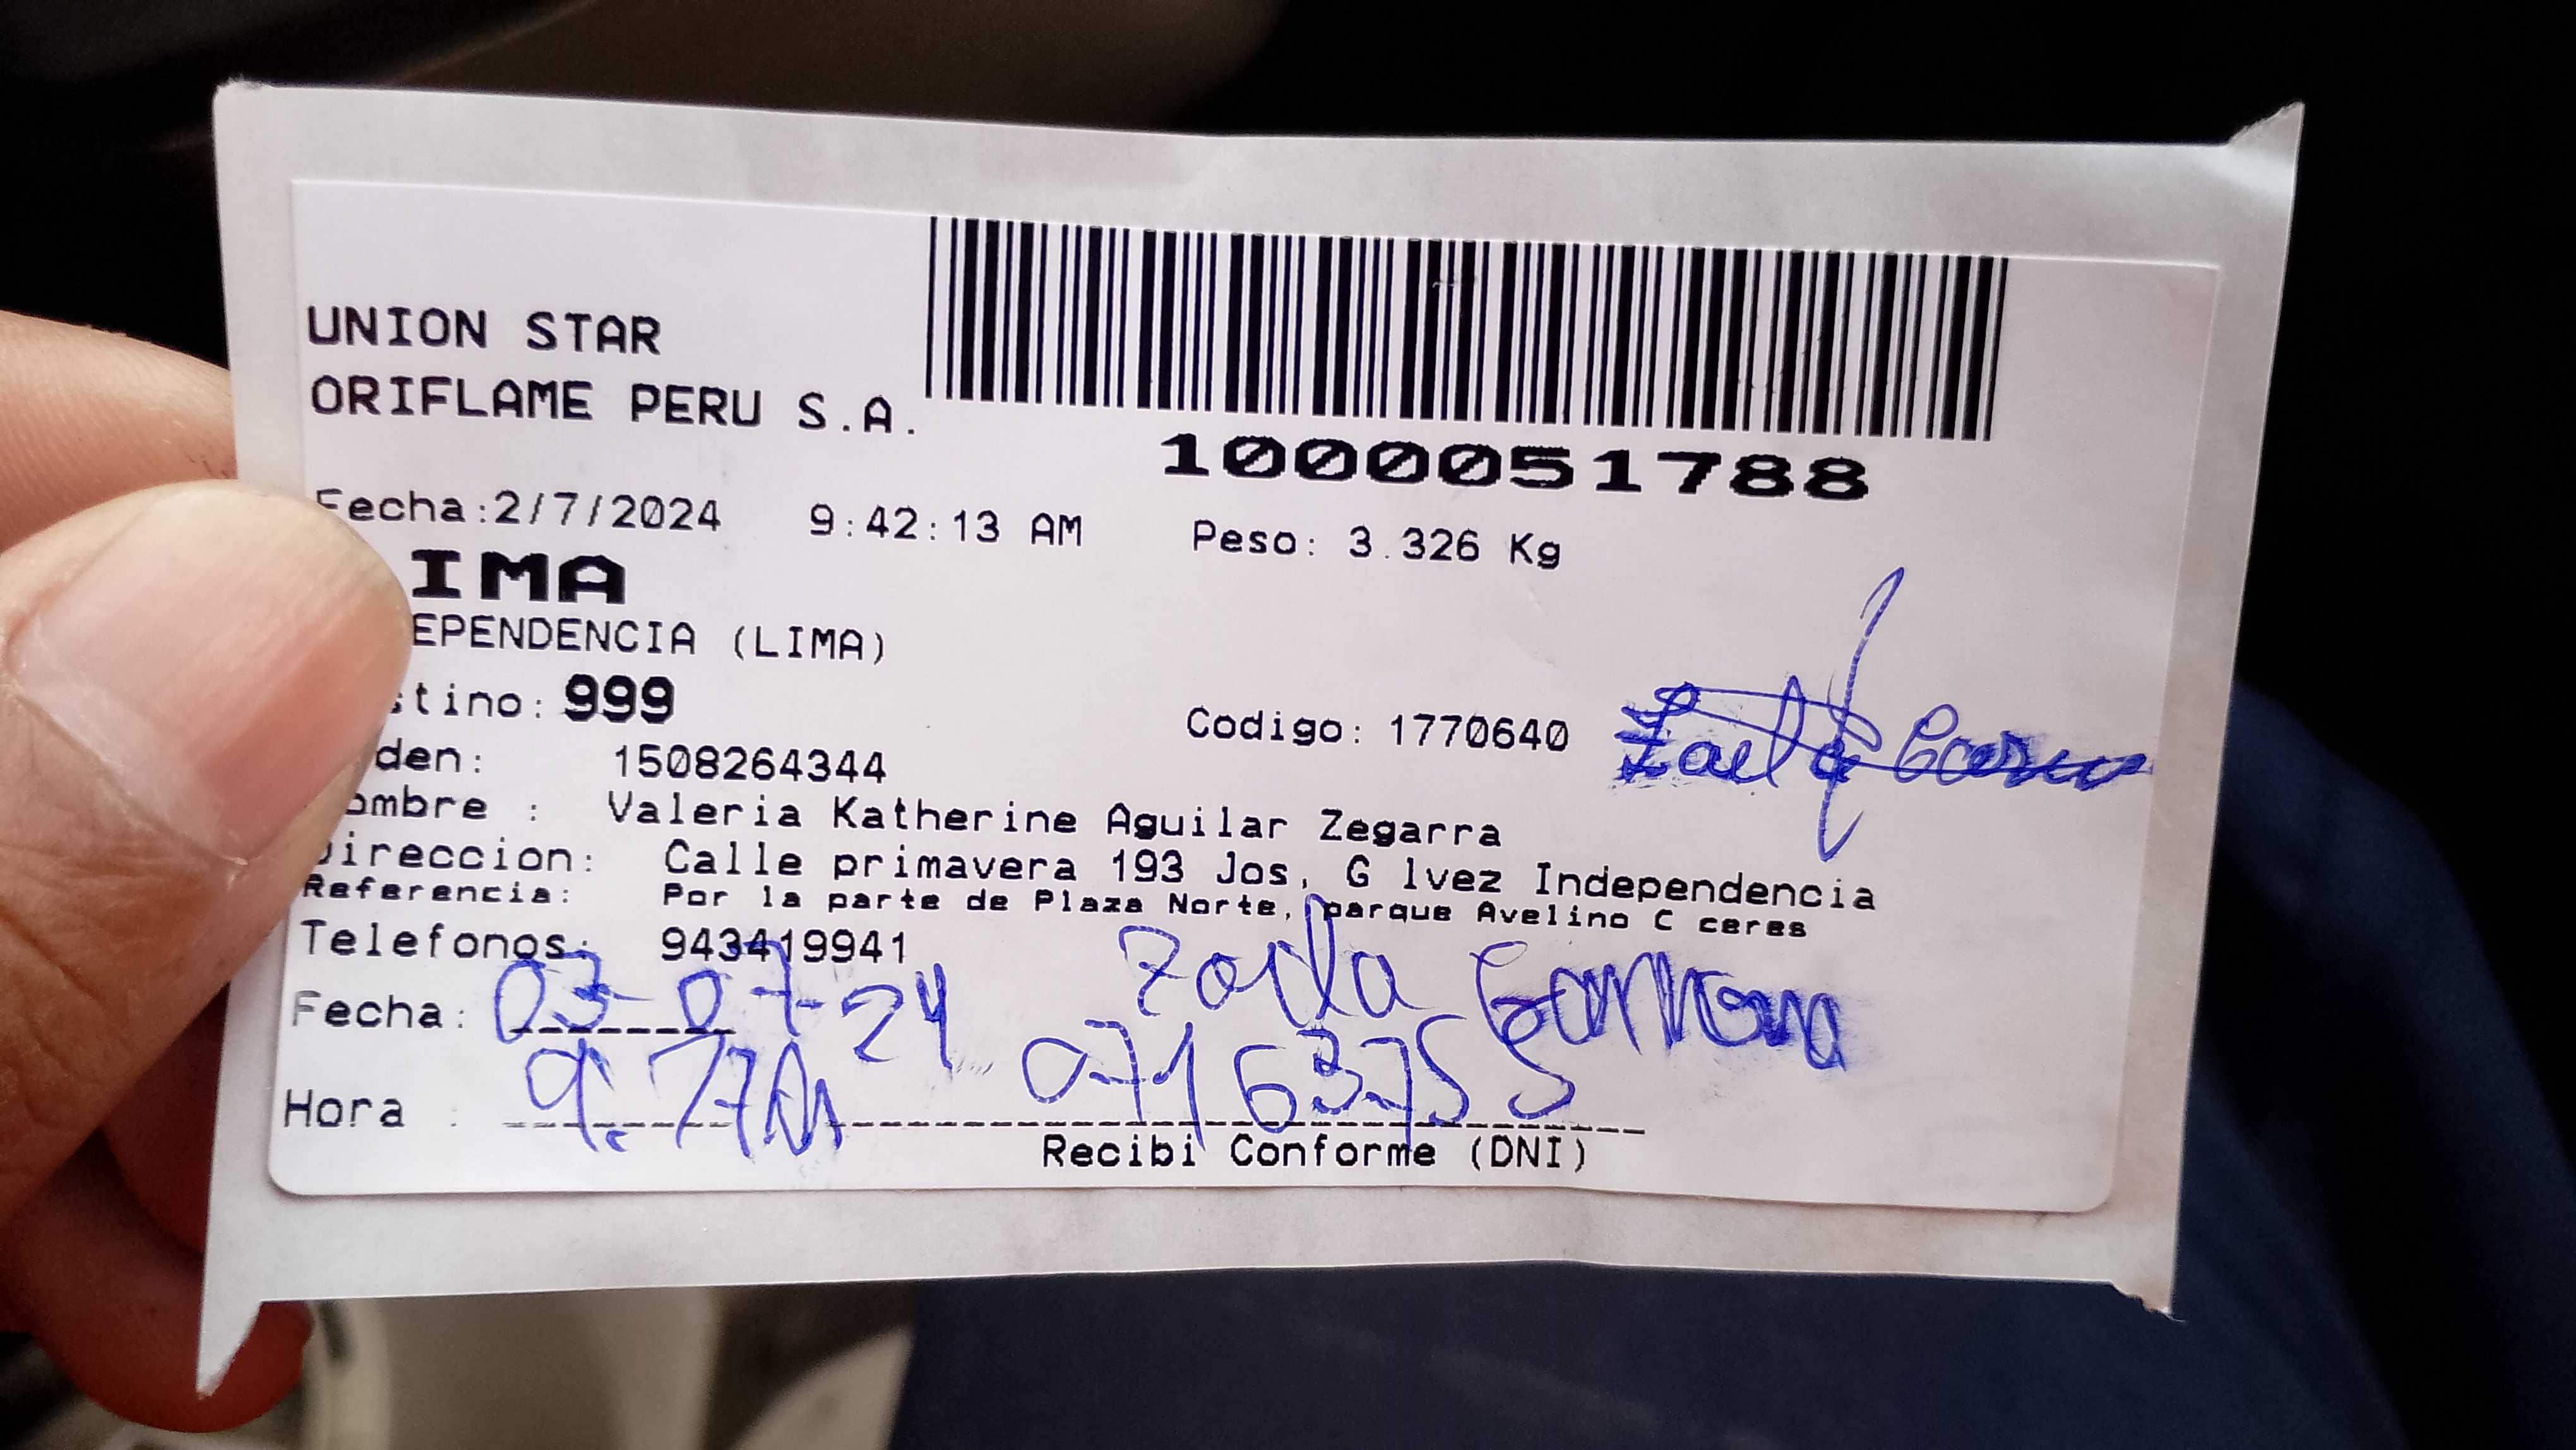 UNION STAR
ORIFLAME PERU S.A.
1000051788
Fecha:2/7/2024 9:42:13 AM Peso: 3.326 Kg
IMA
EPENDENCIA (LIMA)
stino: 999
Codigo: 1770640
den: 1508264344
ombre : Valeria Katherine Aguilar Zegarra
Direccion: Calle primavera 193 Jos, G lvez Independencia
Referencia: Por la parte de Plaza Norte, parque Avelino C ceres
Telefonos: 943419941
Fecha: 03-07-24
07163755
Hora :
Recibi Conforme (DNI)